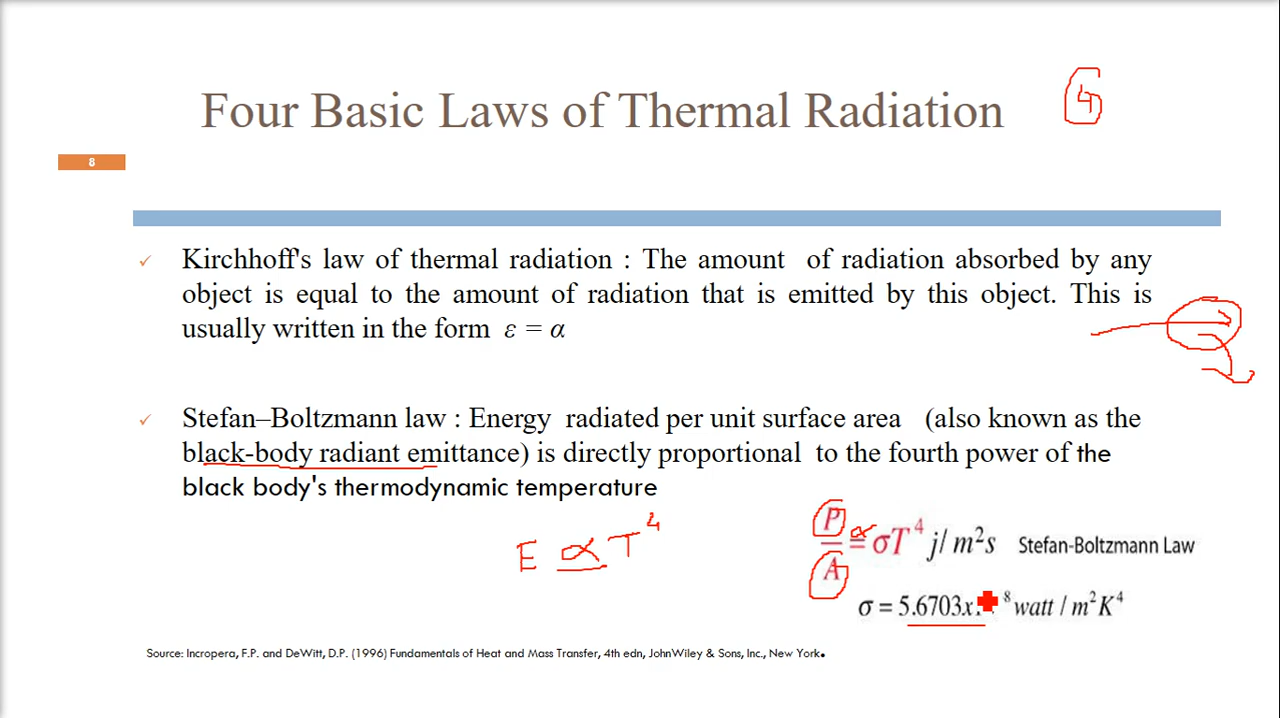 Four Basic Laws of Thermal Radiation
4
8
✓ Kirchhoff's law of thermal radiation : The amount of radiation absorbed by any
object is equal to the amount of radiation that is emitted by this object. This is
usually written in the form ε = α
✓ Stefan–Boltzmann law : Energy radiated per unit surface area (also known as the
black-body radiant emittance) is directly proportional to the fourth power of the
black body's thermodynamic temperature
E ∝ T⁴
P/A = ∝ σT⁴ j/m²s Stefan-Boltzmann Law
σ = 5.6703x ⁸ watt / m²K⁴
Source: Incropera, F.P. and DeWitt, D.P. (1996) Fundamentals of Heat and Mass Transfer, 4th edn, JohnWiley & Sons, Inc., New York.